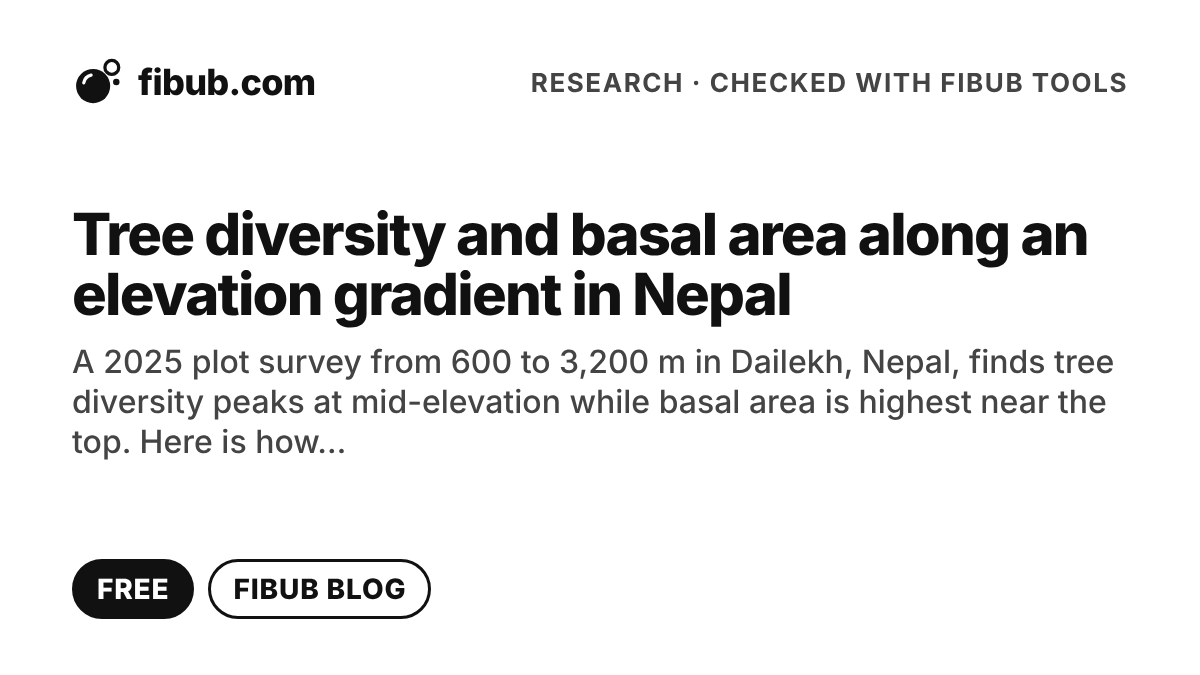 fibub.com
RESEARCH · CHECKED WITH FIBUB TOOLS
Tree diversity and basal area along an
elevation gradient in Nepal
A 2025 plot survey from 600 to 3,200 m in Dailekh, Nepal, finds tree
diversity peaks at mid-elevation while basal area is highest near the
top. Here is how...
FREE
FIBUB BLOG